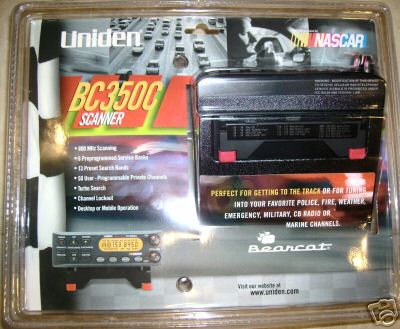 Uniden
NASCAR
BC350C
SCANNER
• 800 MHz Scanning
• 6 Preprogrammed Service Banks
• 13 Preset Search Bands
• 50 User - Programmable Private Channels
• Turbo Search
• Channel Lockout
• Desktop or Mobile Operation
PERFECT FOR GETTING TO THE TRACK OR FOR TUNING
INTO YOUR FAVORITE POLICE, FIRE, WEATHER,
EMERGENCY, MILITARY, CB RADIO OR
MARINE CHANNELS.
Bearcat
Visit our website at
www.uniden.com